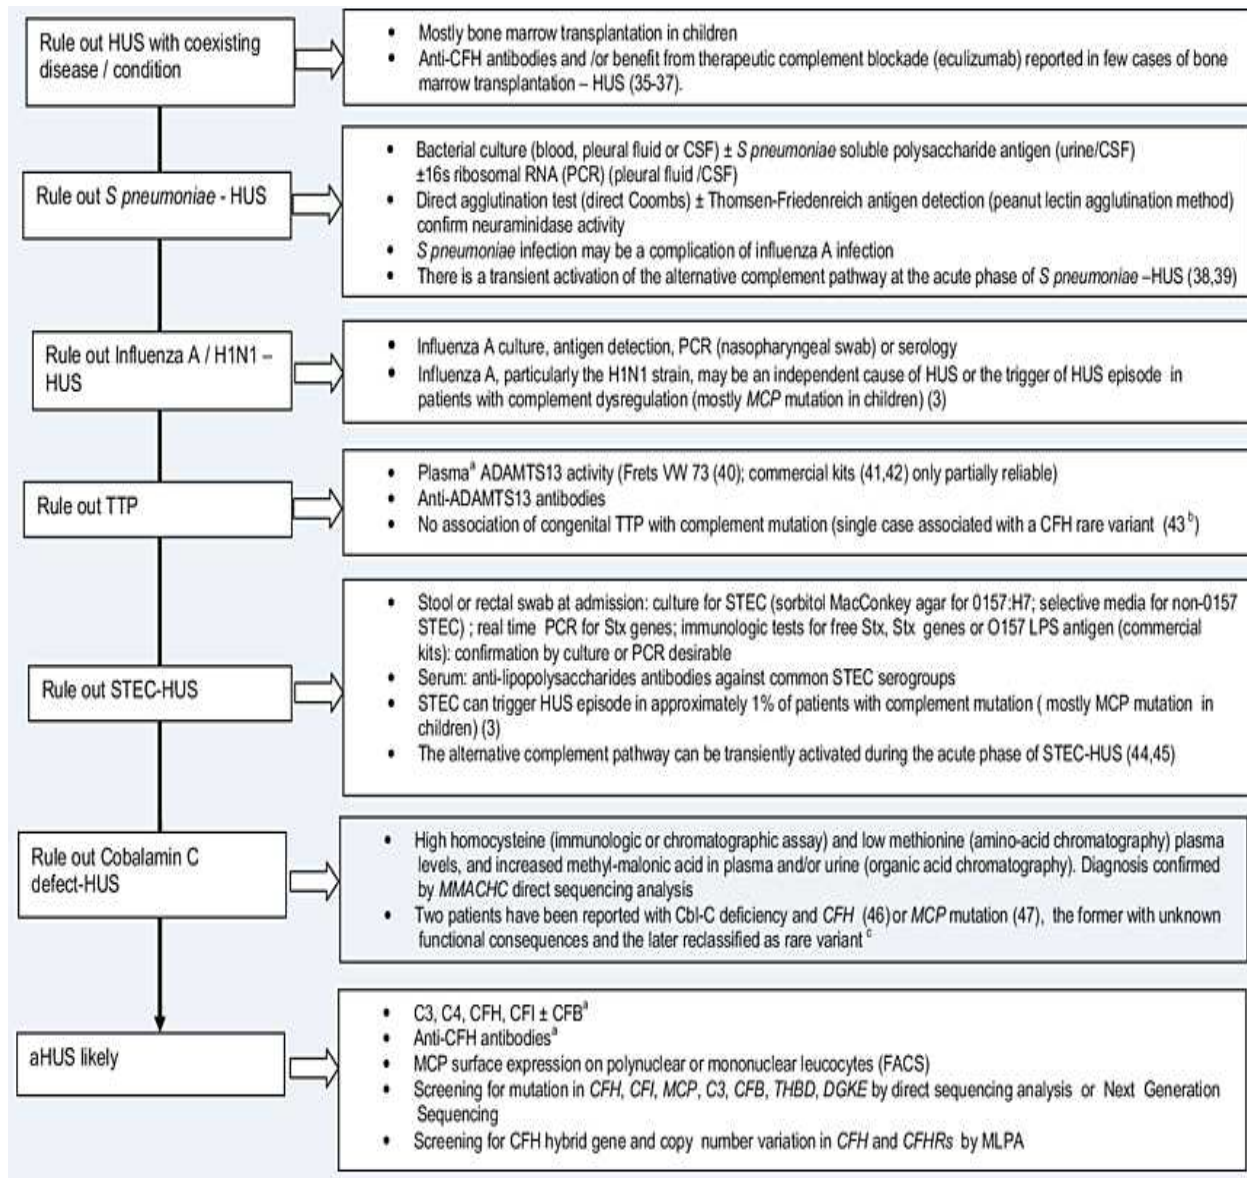 Rule out HUS with coexisting
disease / condition
• Mostly bone marrow transplantation in children
• Anti-CFH antibodies and /or benefit from therapeutic complement blockade (eculizumab) reported in few cases of bone
marrow transplantation – HUS (35-37).
Rule out S pneumoniae - HUS
• Bacterial culture (blood, pleural fluid or CSF) ± S pneumoniae soluble polysaccharide antigen (urine/CSF)
±16s ribosomal RNA (PCR) (pleural fluid /CSF)
• Direct agglutination test (direct Coombs) ± Thomsen-Friedenreich antigen detection (peanut lectin agglutination method)
confirm neuraminidase activity
• S pneumoniae infection may be a complication of influenza A infection
• There is a transient activation of the alternative complement pathway at the acute phase of S pneumoniae –HUS (38,39)
Rule out Influenza A / H1N1 –
HUS
• Influenza A culture, antigen detection, PCR (nasopharyngeal swab) or serology
• Influenza A, particularly the H1N1 strain, may be an independent cause of HUS or the trigger of HUS episode in
patients with complement dysregulation (mostly MCP mutation in children) (3)
Rule out TTP
• Plasmaª ADAMTS13 activity (Frets VW 73 (40); commercial kits (41,42) only partially reliable)
• Anti-ADAMTS13 antibodies
• No association of congenital TTP with complement mutation (single case associated with a CFH rare variant (43 ᵇ)
Rule out STEC-HUS
• Stool or rectal swab at admission: culture for STEC (sorbitol MacConkey agar for 0157:H7; selective media for non-0157
STEC) ; real time PCR for Stx genes; immunologic tests for free Stx, Stx genes or O157 LPS antigen (commercial
kits): confirmation by culture or PCR desirable
• Serum: anti-lipopolysaccharides antibodies against common STEC serogroups
• STEC can trigger HUS episode in approximately 1% of patients with complement mutation ( mostly MCP mutation in
children) (3)
• The alternative complement pathway can be transiently activated during the acute phase of STEC-HUS (44,45)
Rule out Cobalamin C
defect-HUS
• High homocysteine (immunologic or chromatographic assay) and low methionine (amino-acid chromatography) plasma
levels, and increased methyl-malonic acid in plasma and/or urine (organic acid chromatography). Diagnosis confirmed
by MMACHC direct sequencing analysis
• Two patients have been reported with Cbl-C deficiency and CFH (46) or MCP mutation (47), the former with unknown
functional consequences and the later reclassified as rare variant ᶜ
aHUS likely
• C3, C4, CFH, CFI ± CFBª
• Anti-CFH antibodiesª
• MCP surface expression on polynuclear or mononuclear leucocytes (FACS)
• Screening for mutation in CFH, CFI, MCP, C3, CFB, THBD, DGKE by direct sequencing analysis or Next Generation
Sequencing
• Screening for CFH hybrid gene and copy number variation in CFH and CFHRs by MLPA